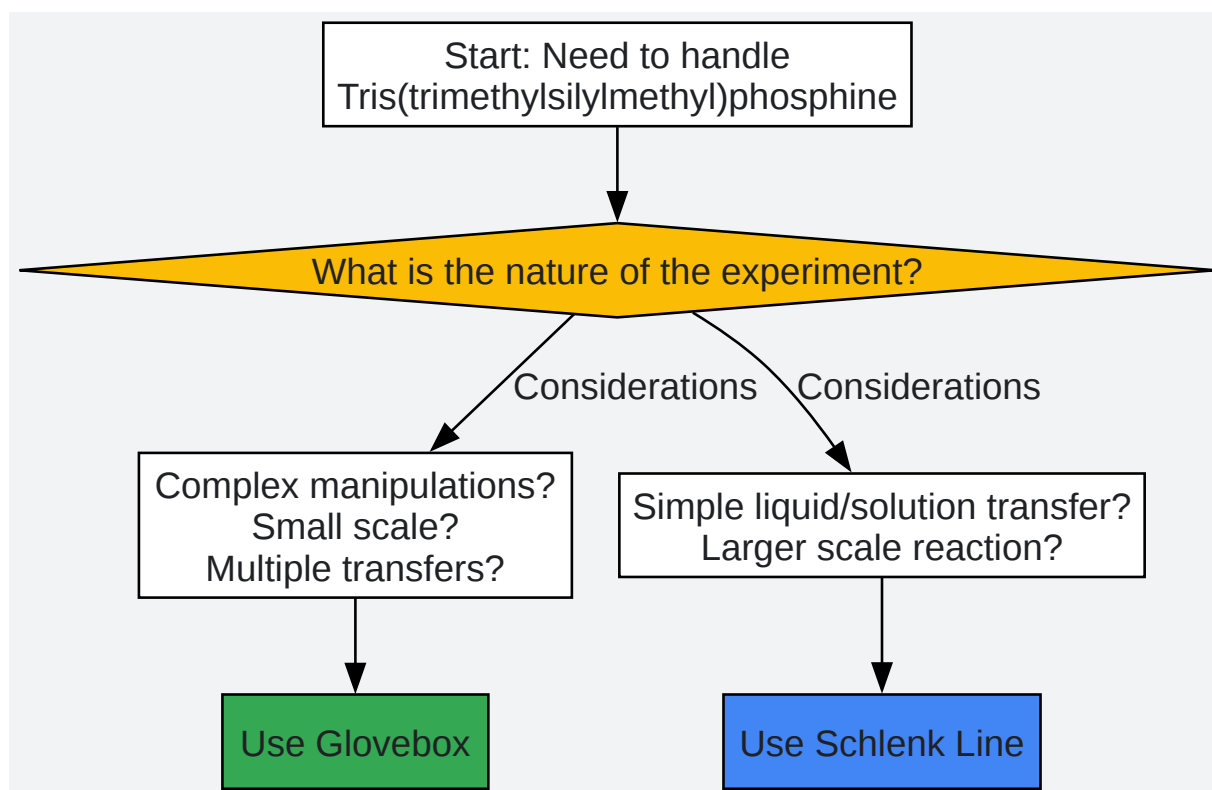 Start: Need to handle
Tris(trimethylsilylmethyl)phosphine
What is the nature of the experiment?
Considerations
Considerations
Complex manipulations?
Small scale?
Multiple transfers?
Simple liquid/solution transfer?
Larger scale reaction?
Use Glovebox
Use Schlenk Line